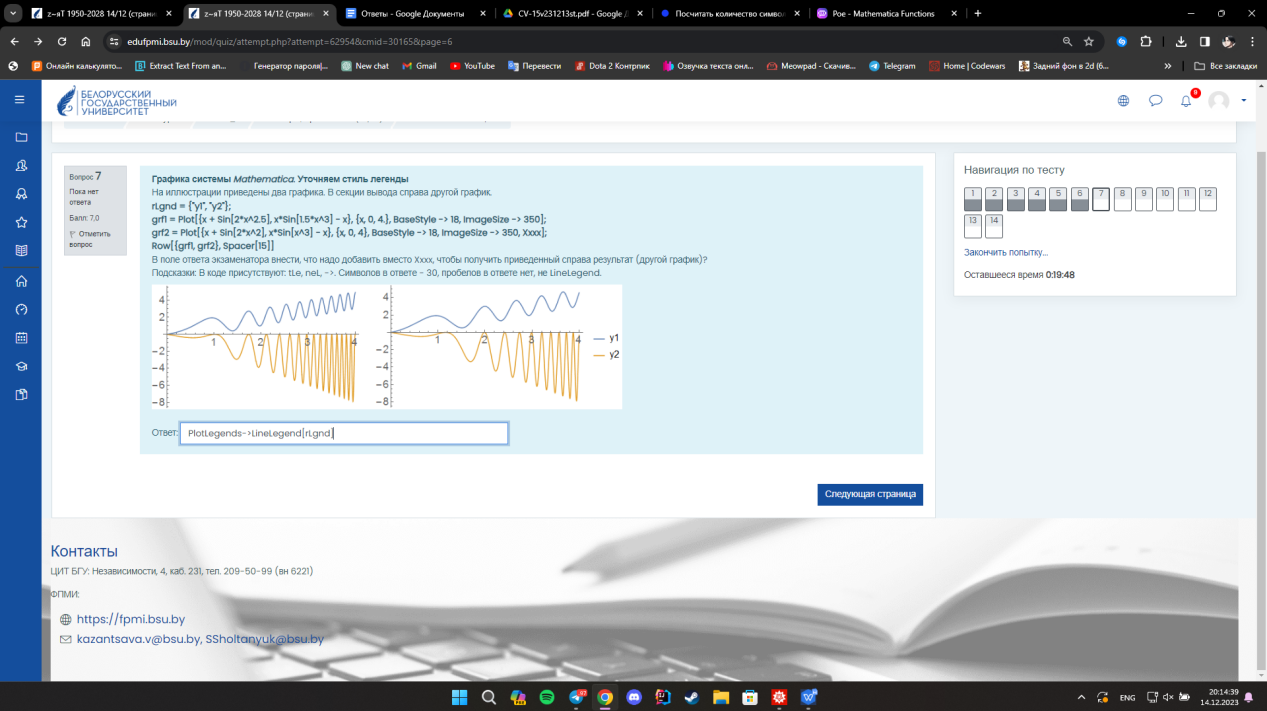 z~яТ 1950-2028 14/12 (страни
z~яТ 1950-2028 14/12 (страни
Ответы - Google Документы
CV-15v231213st.pdf - Google Д
Посчитать количество символ
Poe - Mathematica Functions
edufpmi.bsu.by/mod/quiz/attempt.php?attempt=62954&cmid=30165&page=6
Онлайн калькулято...
Extract Text From an...
Генератор пароля|...
New chat
Gmail
YouTube
Перевести
Dota 2 Контрпик
Озвучка текста онл...
Meowpad - Скачив...
Telegram
Home | Codewars
Задний фон в 2d (6...
»
Все закладки
БЕЛОРУССКИЙ
ГОСУДАРСТВЕННЫЙ
УНИВЕРСИТЕТ
9
Вопрос 7
Пока нет
ответа
Балл: 7,0
Отметить
вопрос
Графика системы Mathematica. Уточняем стиль легенды
На иллюстрации приведены два графика. В секции вывода справа другой график.
rLgnd = {"y1", "y2"};
grf1 = Plot[{x + Sin[2*x^2.5], x*Sin[1.5*x^3] - x}, {x, 0, 4.}, BaseStyle -> 18, ImageSize -> 350];
grf2 = Plot[{x + Sin[2*x^2], x*Sin[x^3] - x}, {x, 0, 4}, BaseStyle -> 18, ImageSize -> 350, Xxxx];
Row[{grf1, grf2}, Spacer[15]]
В поле ответа экзаменатора внести, что надо добавить вместо Xxxx, чтобы получить приведенный справа результат (другой график)?
Подсказки: В коде присутствуют: tLe, neL, ->. Символов в ответе - 30, пробелов в ответе нет, не LineLegend.
4
2
-2
-4
-6
-8
1
2
3
4
4
2
-2
-4
-6
-8
1
2
3
4
y1
y2
Ответ:
PlotLegends->LineLegend[rLgnd]
Следующая страница
Навигация по тесту
1 2 3 4 5 6 7 8 9 10 11 12
13 14
Закончить попытку...
Оставшееся время 0:19:48
Контакты
ЦИТ БГУ: Независимости, 4, каб. 231, тел. 209-50-99 (вн 6221)
ФПМИ:
https://fpmi.bsu.by
kazantsava.v@bsu.by, SSholtanyuk@bsu.by
ENG
20:14:39
14.12.2023